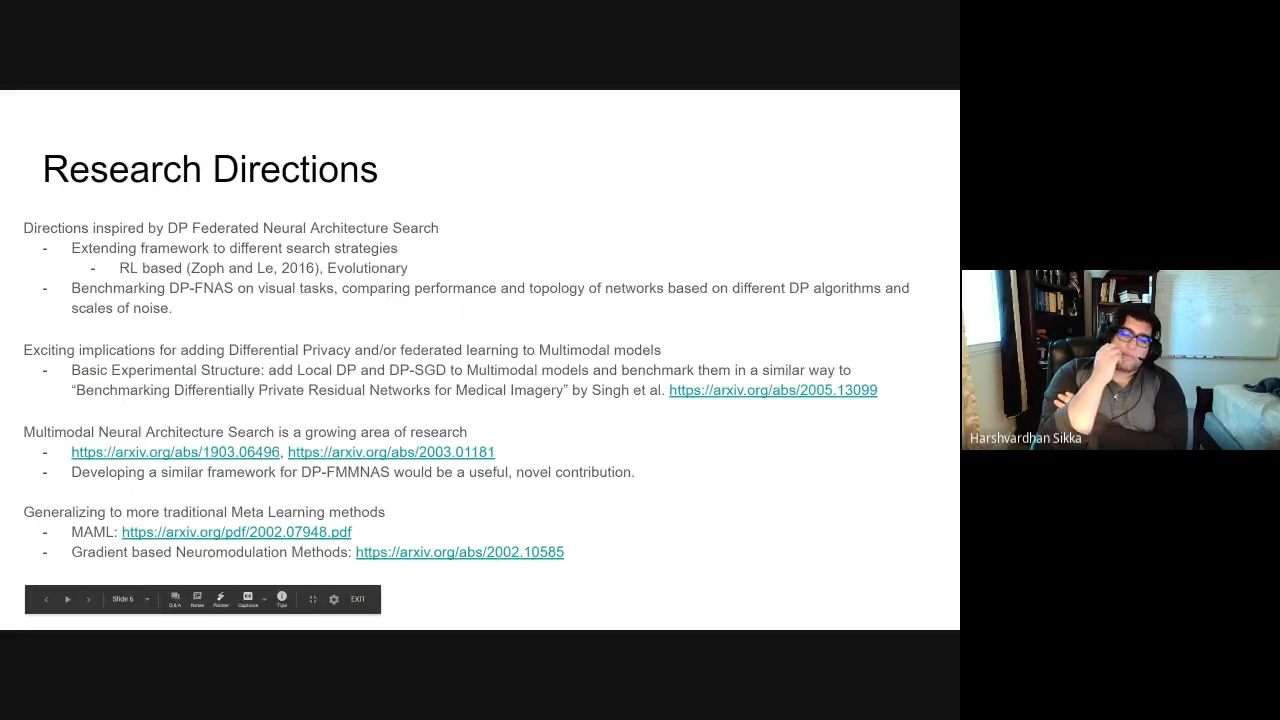 Research Directions
Directions inspired by DP Federated Neural Architecture Search
- Extending framework to different search strategies
- RL based (Zoph and Le, 2016), Evolutionary
- Benchmarking DP-FNAS on visual tasks, comparing performance and topology of networks based on different DP algorithms and
scales of noise.
Exciting implications for adding Differential Privacy and/or federated learning to Multimodal models
- Basic Experimental Structure: add Local DP and DP-SGD to Multimodal models and benchmark them in a similar way to
“Benchmarking Differentially Private Residual Networks for Medical Imagery” by Singh et al. https://arxiv.org/abs/2005.13099
Multimodal Neural Architecture Search is a growing area of research
- https://arxiv.org/abs/1903.06496, https://arxiv.org/abs/2003.01181
- Developing a similar framework for DP-FMMNAS would be a useful, novel contribution.
Generalizing to more traditional Meta Learning methods
- MAML: https://arxiv.org/pdf/2002.07948.pdf
- Gradient based Neuromodulation Methods: https://arxiv.org/abs/2002.10585
Slide 6 Q&A Notes Pointer Captions Tips EXIT
Harshvardhan Sikka